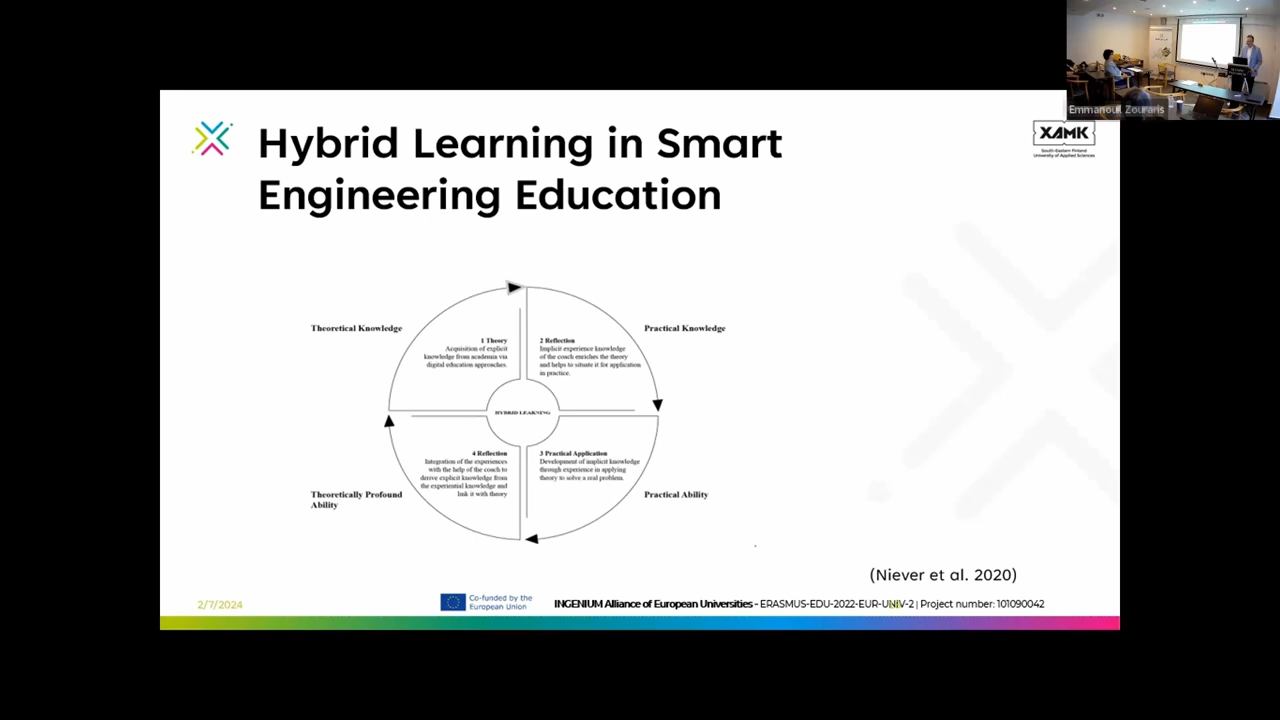 Emmanouil Zouraris
Hybrid Learning in Smart
Engineering Education
XAMK
South-Eastern Finland
University of Applied Sciences
Theoretical Knowledge
Practical Knowledge
1 Theory
Acquisition of explicit
knowledge from academia via
digital education approaches.
2 Reflection
Implicit experience knowledge
of the coach enriches the theory
and helps to situate it for application
in practice.
HYBRID LEARNING
4 Reflection
Integration of the experiences
with the help of the coach to
derive explicit knowledge from
the experiential knowledge and
link it with theory
3 Practical Application
Development of implicit knowledge
through experience in applying
theory to solve a real problem.
Theoretically Profound
Ability
Practical Ability
(Niever et al. 2020)
2/7/2024
Co-funded by the
European Union
INGENIUM Alliance of European Universities - ERASMUS-EDU-2022-EUR-UNIV-2 | Project number: 101090042